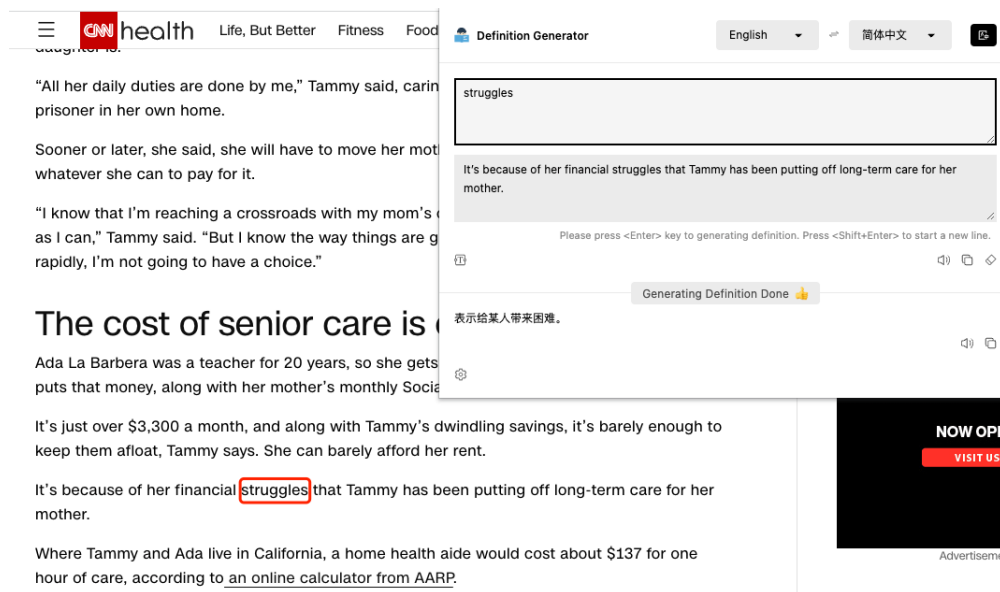 CNN health Life, But Better Fitness Food
daughter is.
“All her daily duties are done by me,” Tammy said,
prisoner in her own home.
Sooner or later, she said, she will have to move her
whatever she can to pay for it.
“I know that I’m reaching a crossroads with my mom’s
as I can,” Tammy said. “But I know the way things are
rapidly, I’m not going to have a choice.”
The cost of senior care is
Ada La Barbera was a teacher for 20 years, so she gets
puts that money, along with her mother’s monthly
It’s just over $3,300 a month, and along with Tammy’s dwindling savings, it’s barely enough to
keep them afloat, Tammy says. She can barely afford her rent.
It’s because of her financial struggles that Tammy has been putting off long-term care for her
mother.
Where Tammy and Ada live in California, a home health aide would cost about $137 for one
hour of care, according to an online calculator from AARP.
Definition Generator
English
简体中文
struggles
It's because of her financial struggles that Tammy has been putting off long-term care for her
mother.
Please press <Enter> key to generating definition. Press <Shift+Enter> to start a new line.
Generating Definition Done
表示给某人带来困难。
NOW
VISIT US